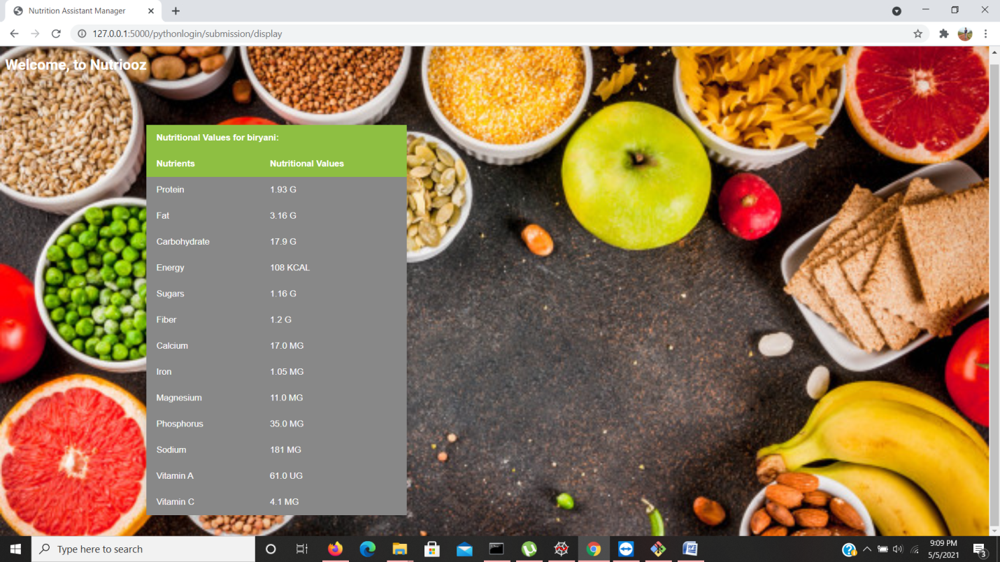 Nutrition Assistant Manager
127.0.0.1:5000/pythonlogin/submission/display
Welcome, to Nutriooz
Nutritional Values for biryani:
Nutrients Nutritional Values
Protein 1.93 G
Fat 3.16 G
Carbohydrate 17.9 G
Energy 108 KCAL
Sugars 1.16 G
Fiber 1.2 G
Calcium 17.0 MG
Iron 1.05 MG
Magnesium 11.0 MG
Phosphorus 35.0 MG
Sodium 181 MG
Vitamin A 61.0 UG
Vitamin C 4.1 MG
Type here to search
9:09 PM
5/5/2021
3